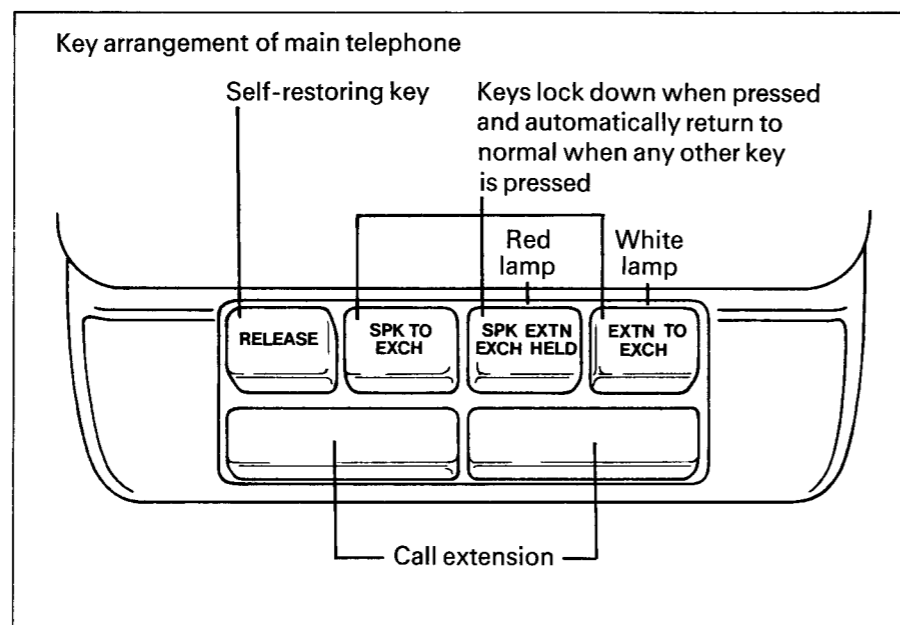 Key arrangement of main telephone
Self-restoring key
Keys lock down when pressed
and automatically return to
normal when any other key
is pressed
Red
lamp
White
lamp
RELEASE
SPK TO
EXCH
SPK EXTN
EXCH HELD
EXTN TO
EXCH
Call extension